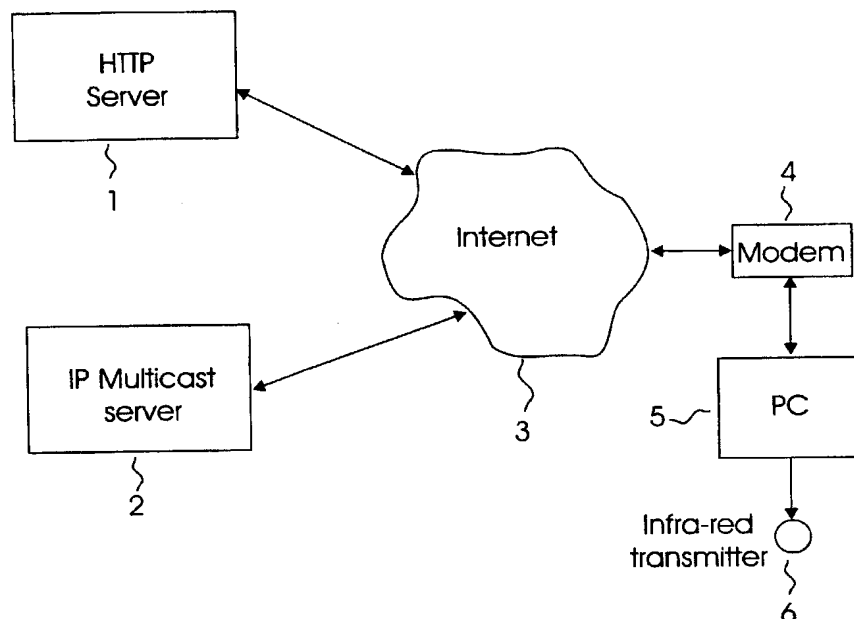 HTTP
Server
1
IP Multicast
server
2
Internet
3
4
Modem
5
PC
Infra-red
transmitter
6